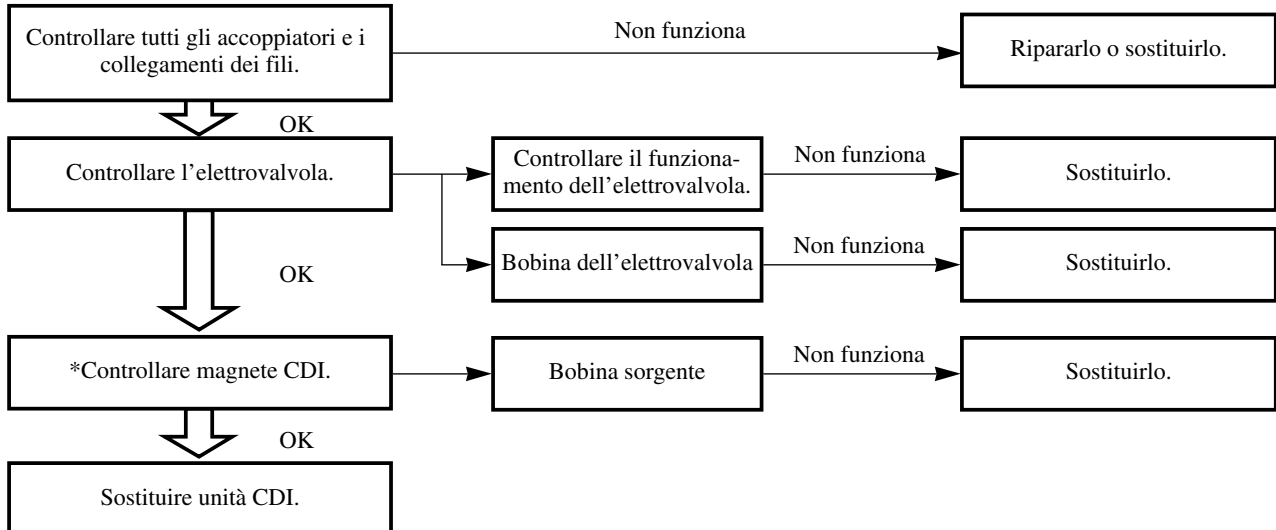 Controllare tutti gli accoppiatori e i
collegamenti dei fili.
Non funziona
Ripararlo o sostituirlo.
OK
Controllare l’elettrovalvola.
Controllare il funziona-
mento dell’elettrovalvola.
Non funziona
Sostituirlo.
Bobina dell’elettrovalvola
Non funziona
Sostituirlo.
OK
*Controllare magnete CDI.
Bobina sorgente
Non funziona
Sostituirlo.
OK
Sostituire unità CDI.